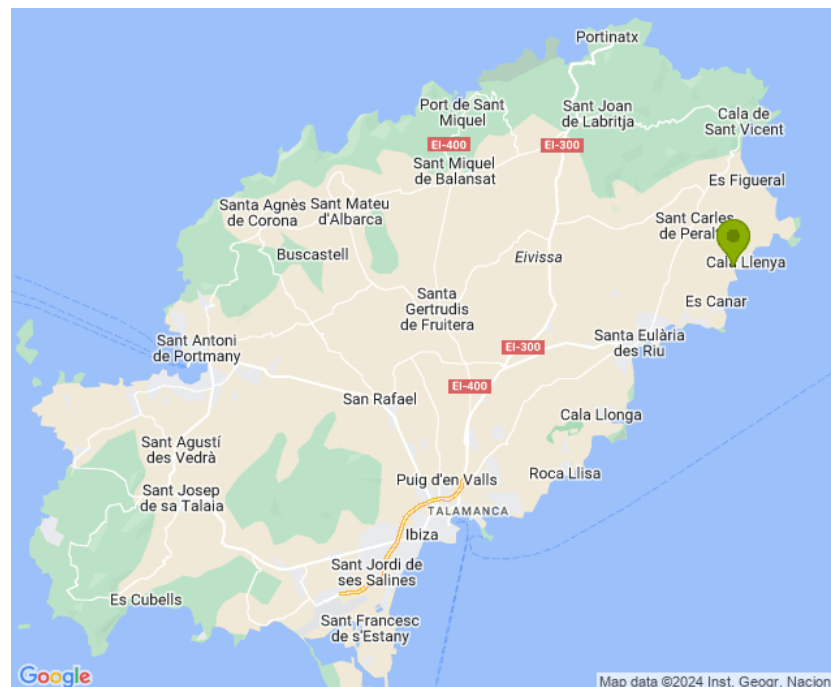 Portinatx
Port de Sant
Miquel
Sant Joan
de Labritja
Cala de
Sant Vicent
EI-400
EI-300
Sant Miquel
de Balansat
Es Figueral
Santa Agnès
de Corona
Sant Mateu
d'Albarca
Sant Carles
de Peralt
Buscastell
Eivissa
Cala Llenya
Santa
Gertrudis
de Fruitera
Es Canar
Sant Antoni
de Portmany
Santa Eulària
des Riu
EI-300
EI-400
San Rafael
Cala Llonga
Sant Agustí
des Vedrà
Roca Llisa
Puig d'en Valls
Sant Josep
de sa Talaia
TALAMANCA
Ibiza
Sant Jordi de
ses Salines
Es Cubells
Sant Francesc
de s'Estany
Google
Map data ©2024 Inst. Geogr. Nacion